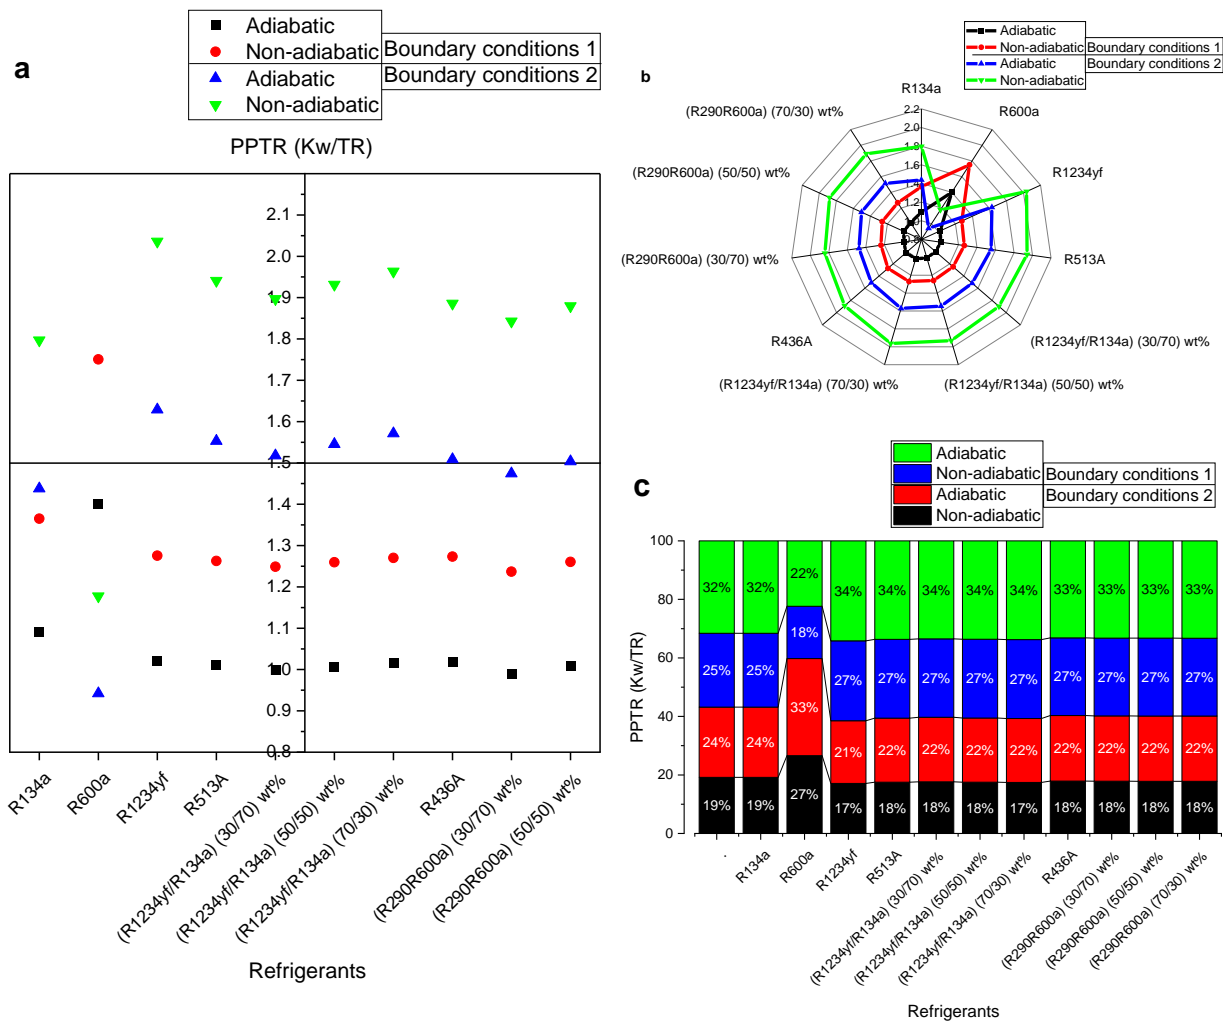 a
Adiabatic
Non-adiabatic Boundary conditions 1
Adiabatic Boundary conditions 2
Non-adiabatic
PPTR (Kw/TR)
2.1
2.0
1.9
1.8
1.7
1.6
1.5
1.4
1.3
1.2
1.1
1.0
0.9
0.8
R134a
R600a
R1234yf
R513A
(R1234yf/R134a) (30/70) wt%
(R1234yf/R134a) (50/50) wt%
(R1234yf/R134a) (70/30) wt%
R436A
(R290R600a) (30/70) wt%
(R290R600a) (50/50) wt%
Refrigerants
b
Adiabatic
Non-adiabatic Boundary conditions 1
Adiabatic Boundary conditions 2
Non-adiabatic
R134a
R600a
R1234yf
R513A
(R1234yf/R134a) (30/70) wt%
(R1234yf/R134a) (50/50) wt%
(R1234yf/R134a) (70/30) wt%
R436A
(R290R600a) (30/70) wt%
(R290R600a) (50/50) wt%
(R290R600a) (70/30) wt%
2.2
2.0
1.8
1.6
1.4
1.2
1.0
0.8
c
Adiabatic
Non-adiabatic Boundary conditions 1
Adiabatic Boundary conditions 2
Non-adiabatic
PPTR (Kw/TR)
100
80
60
40
20
0
32% 32% 22% 34% 34% 34% 34% 34% 33% 33% 33% 33%
25% 25% 18% 27% 27% 27% 27% 27% 27% 27% 27% 27%
24% 24% 33% 21% 22% 22% 22% 22% 22% 22% 22% 22%
19% 19% 27% 17% 18% 18% 18% 17% 18% 18% 18% 18%
.
R134a
R600a
R1234yf
R513A
(R1234yf/R134a) (30/70) wt%
(R1234yf/R134a) (50/50) wt%
(R1234yf/R134a) (70/30) wt%
R436A
(R290R600a) (30/70) wt%
(R290R600a) (50/50) wt%
(R290R600a) (70/30) wt%
Refrigerants